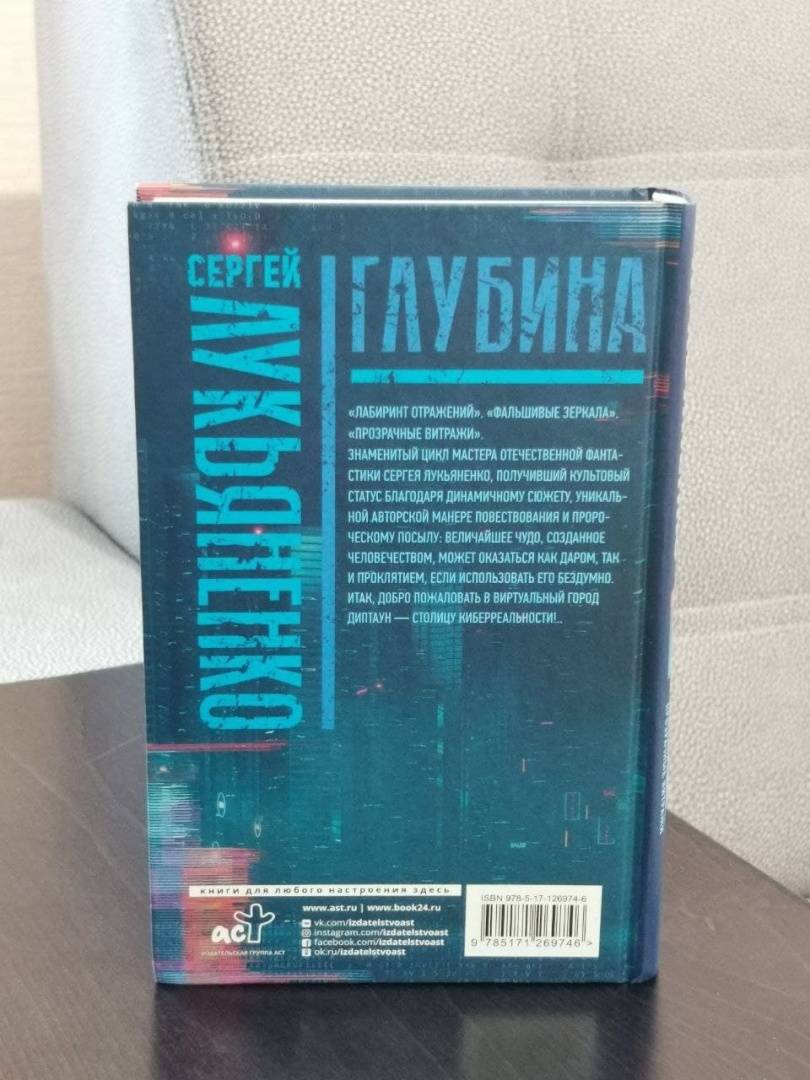 СЕРГЕЙ
ЛУКЬЯНЕНКО
ГЛУБИНА
«ЛАБИРИНТ ОТРАЖЕНИЙ». «ФАЛЬШИВЫЕ ЗЕРКАЛА».
«ПРОЗРАЧНЫЕ ВИТРАЖИ».
ЗНАМЕНИТЫЙ ЦИКЛ МАСТЕРА ОТЕЧЕСТВЕННОЙ ФАНТА-
СТИКИ СЕРГЕЯ ЛУКЬЯНЕНКО, ПОЛУЧИВШИЙ КУЛЬТОВЫЙ
СТАТУС БЛАГОДАРЯ ДИНАМИЧНОМУ СЮЖЕТУ, УНИКАЛЬ-
НОЙ АВТОРСКОЙ МАНЕРЕ ПОВЕСТВОВАНИЯ И ПРОРО-
ЧЕСКОМУ ПОСЫЛУ: ВЕЛИЧАЙШЕЕ ЧУДО, СОЗДАННОЕ
ЧЕЛОВЕЧЕСТВОМ, МОЖЕТ ОКАЗАТЬСЯ КАК ДАРОМ, ТАК
И ПРОКЛЯТИЕМ, ЕСЛИ ИСПОЛЬЗОВАТЬ ЕГО БЕЗДУМНО.
ИТАК, ДОБРО ПОЖАЛОВАТЬ В ВИРТУАЛЬНЫЙ ГОРОД
ДИПТАУН — СТОЛИЦУ КИБЕРРЕАЛЬНОСТИ!..
книги для любого настроения здесь
аст
ИЗДАТЕЛЬСКАЯ ГРУППА АСТ
www.ast.ru | www.book24.ru
vk.com/izdatelstvoast
instagram.com/izdatelstvoast
facebook.com/izdatelstvoast
ok.ru/izdatelstvoast
ISBN 978-5-17-126974-6
9 785171 269746 >